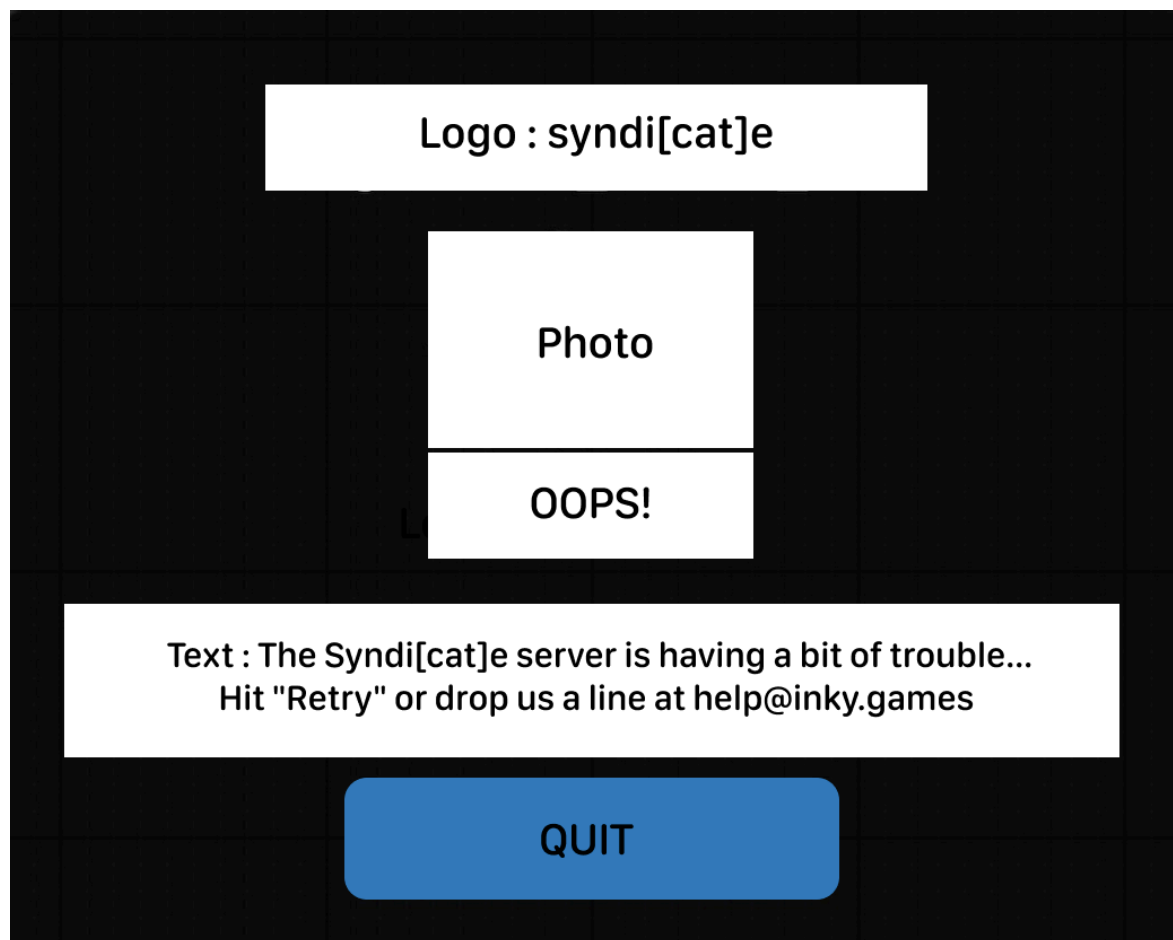 Logo : syndi[cat]e
Photo
OOPS!
Text : The Syndi[cat]e server is having a bit of trouble...
Hit "Retry" or drop us a line at help@inky.games
QUIT